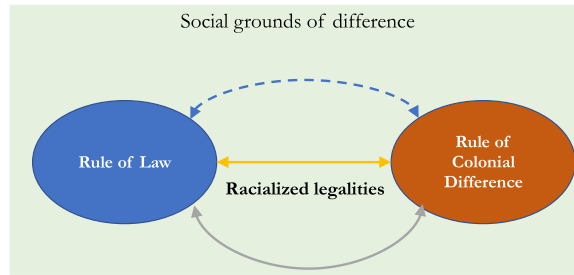 Social grounds of difference
Rule of Law
Rule of
Colonial
Difference
Racialized legalities